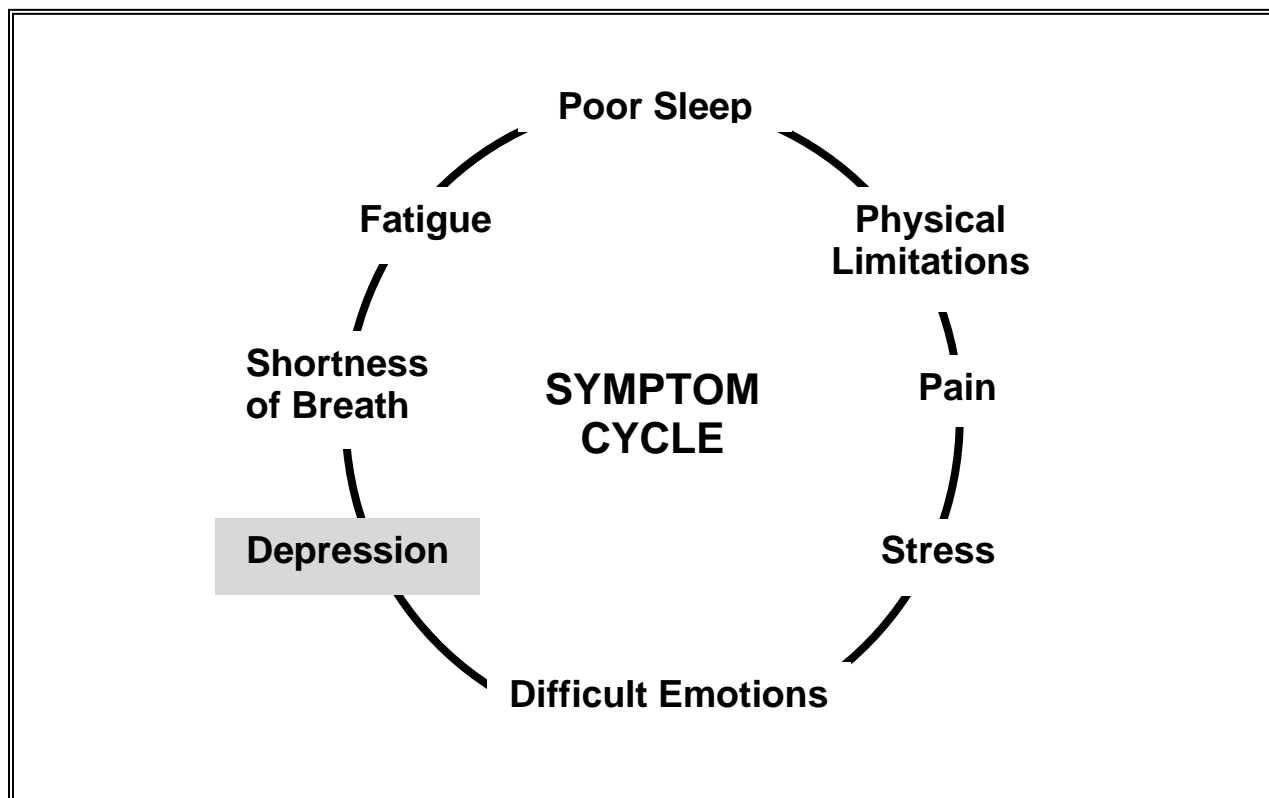 Poor Sleep
Fatigue
Physical
Limitations
Shortness
of Breath
SYMPTOM
CYCLE
Pain
Depression
Stress
Difficult Emotions